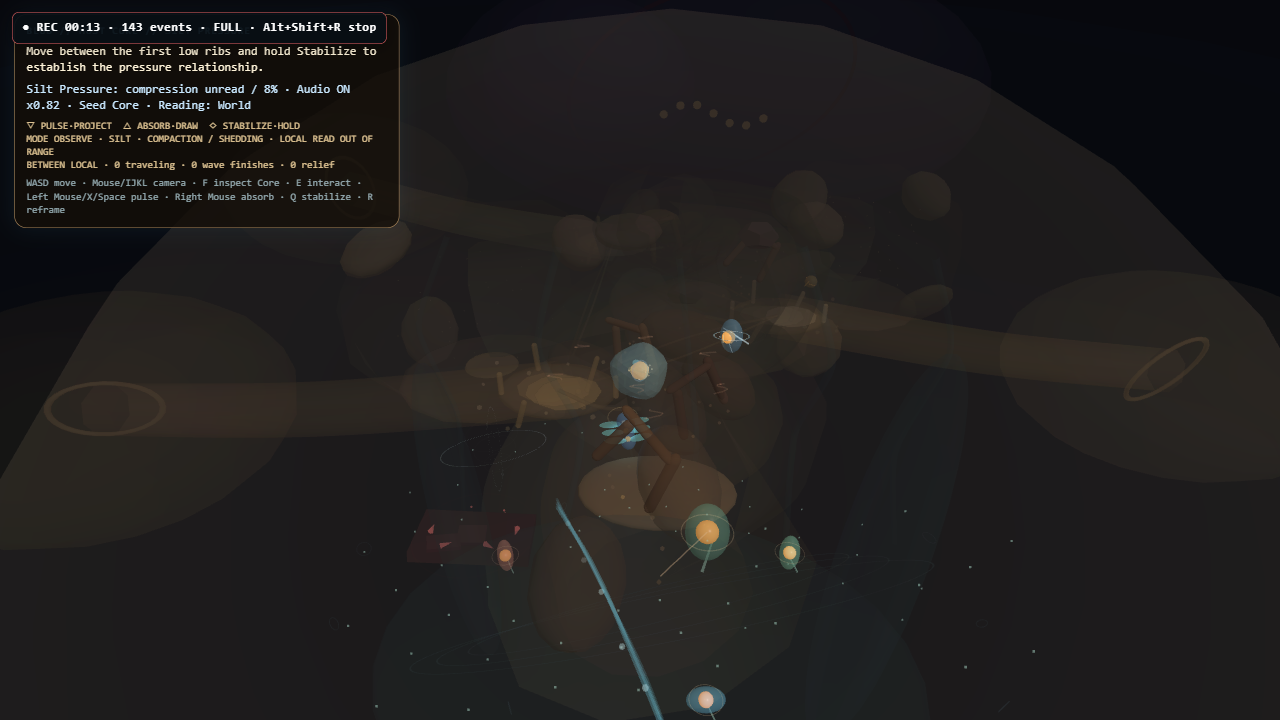 ● REC 00:13 · 143 events · FULL · Alt+Shift+R stop
Move between the first low ribs and hold Stabilize to
establish the pressure relationship.
Silt Pressure: compression unread / 8% · Audio ON
x0.82 · Seed Core · Reading: World
▽ PULSE·PROJECT △ ABSORB·DRAW ◇ STABILIZE·HOLD
MODE OBSERVE · SILT · COMPACTION / SHEDDING · LOCAL READ OUT OF
RANGE
BETWEEN LOCAL · 0 traveling · 0 wave finishes · 0 relief
WASD move · Mouse/IJKL camera · F inspect Core · E interact ·
Left Mouse/X/Space pulse · Right Mouse absorb · Q stabilize · R
reframe